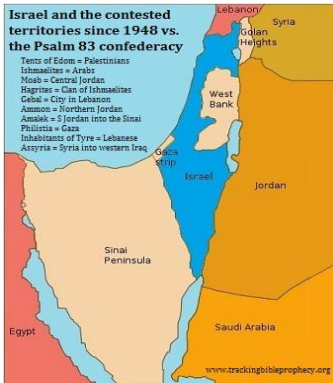 Israel and the contested
territories since 1948 vs.
the Psalm 83 confederacy
Tents of Edom = Palestinians
Ishmaelites = Arabs
Moab = Central Jordan
Hagrites = Clan of Ishmaelites
Gebal = City in Lebanon
Ammon = Northern Jordan
Amalek = S Jordan into the Sinai
Philistia = Gaza
Inhabitants of Tyre = Lebanese
Assyria = Syria into western Iraq
Lebanon
Syria
Golan
Heights
West
Bank
Gaza
strip
Israel
Jordan
Sinai
Peninsula
Egypt
Saudi Arabia
www.trackingbibleprophecy.org